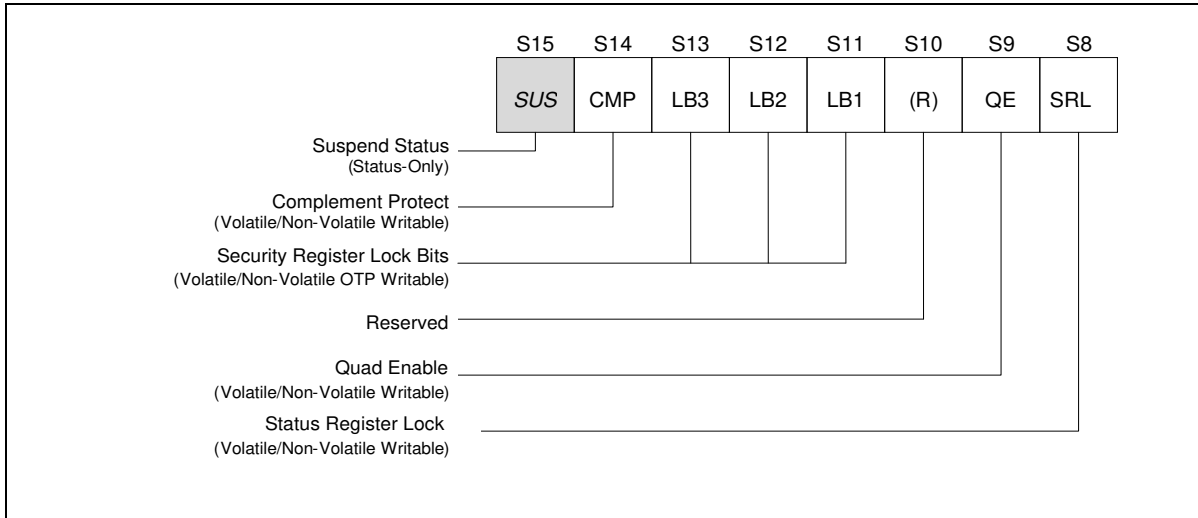 S15 S14 S13 S12 S11 S10 S9 S8
SUS CMP LB3 LB2 LB1 (R) QE SRL
Suspend Status
(Status-Only)
Complement Protect
(Volatile/Non-Volatile Writable)
Security Register Lock Bits
(Volatile/Non-Volatile OTP Writable)
Reserved
Quad Enable
(Volatile/Non-Volatile Writable)
Status Register Lock
(Volatile/Non-Volatile Writable)